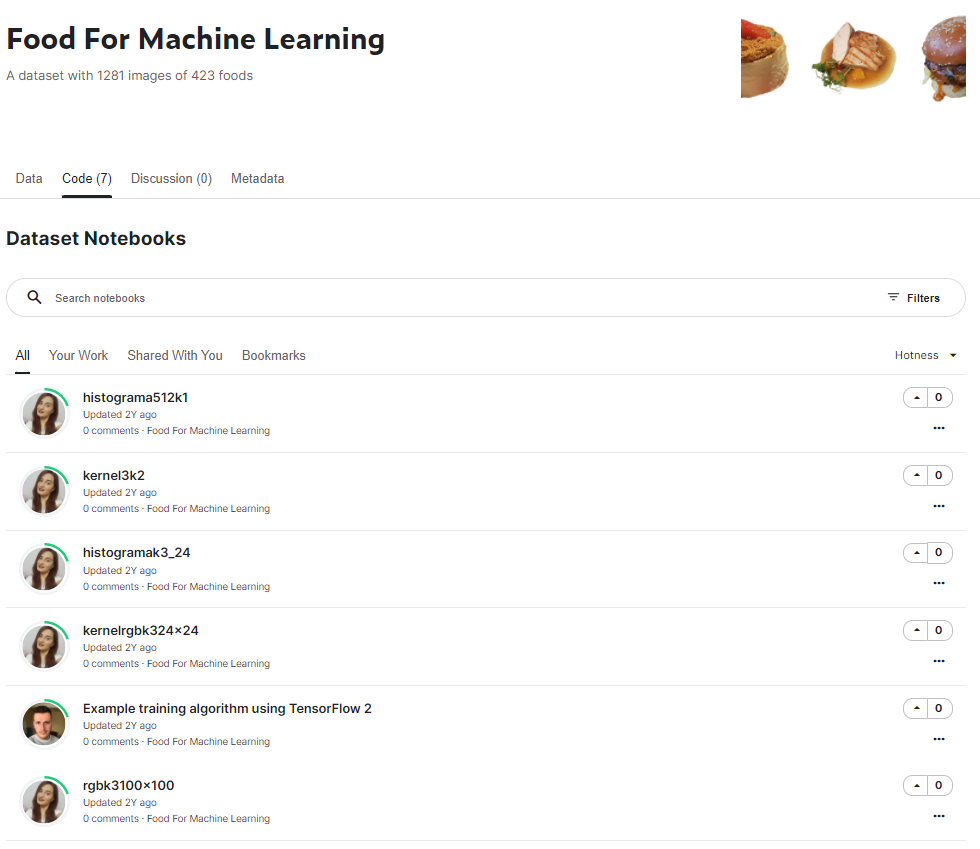 Food For Machine Learning
A dataset with 1281 images of 423 foods
Data Code (7) Discussion (0) Metadata
Dataset Notebooks
Search notebooks Filters
All Your Work Shared With You Bookmarks Hotness
histograma512k1 0
Updated 2Y ago
0 comments · Food For Machine Learning
kernel3k2 0
Updated 2Y ago
0 comments · Food For Machine Learning
histogramak3_24 0
Updated 2Y ago
0 comments · Food For Machine Learning
kernelrgbk324×24 0
Updated 2Y ago
0 comments · Food For Machine Learning
Example training algorithm using TensorFlow 2 0
Updated 2Y ago
0 comments · Food For Machine Learning
rgbk3100×100 0
Updated 2Y ago
0 comments · Food For Machine Learning